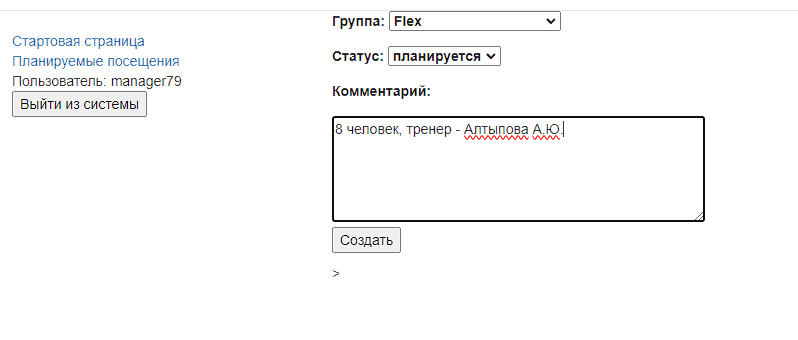 Группа: Flex
Стартовая страница
Планируемые посещения
Статус: планируется
Пользователь: manager79
Выйти из системы
Комментарий:
8 человек, тренер - Алтыпова А.Ю.
Создать
>